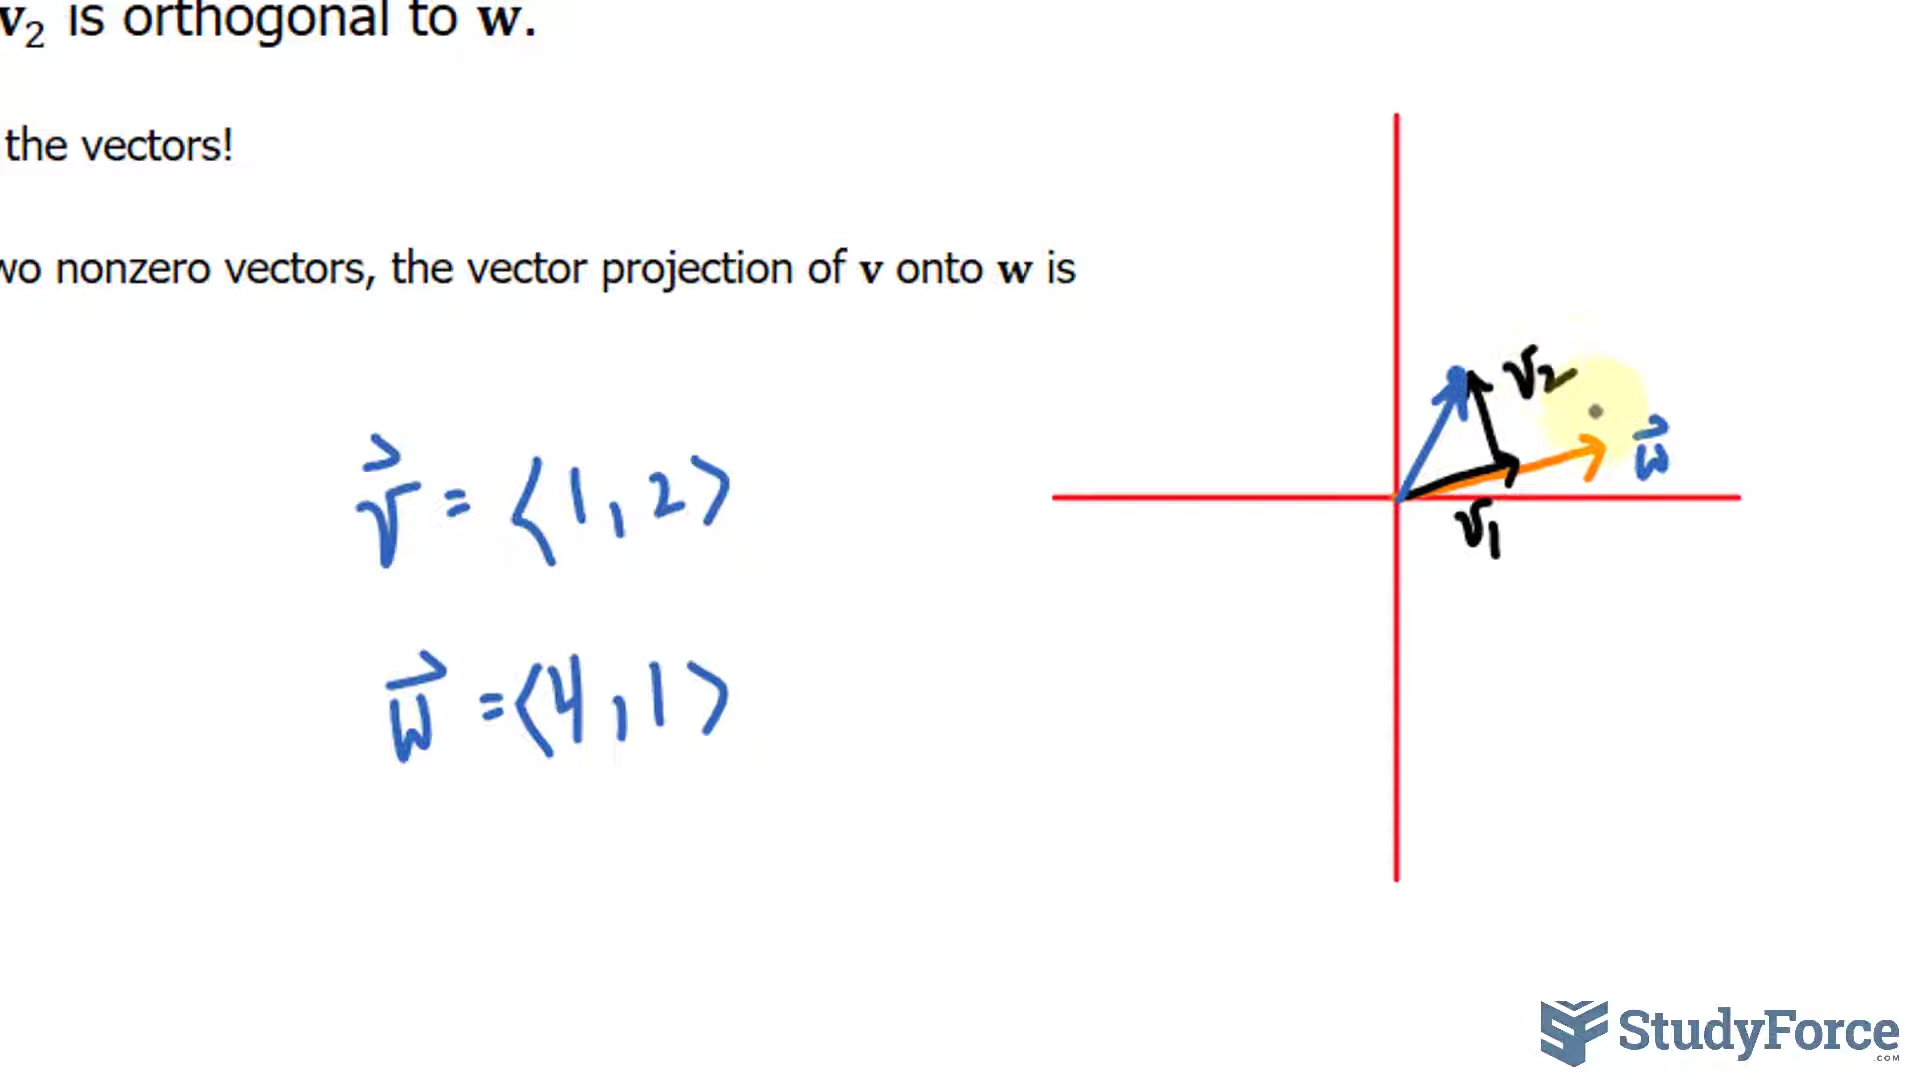 v₂ is orthogonal to w.
the vectors!
wo nonzero vectors, the vector projection of v onto w is
v⃗ = ⟨1, 2⟩
w⃗ = ⟨4, 1⟩
v2
w⃗
v1
StudyForce
.COM